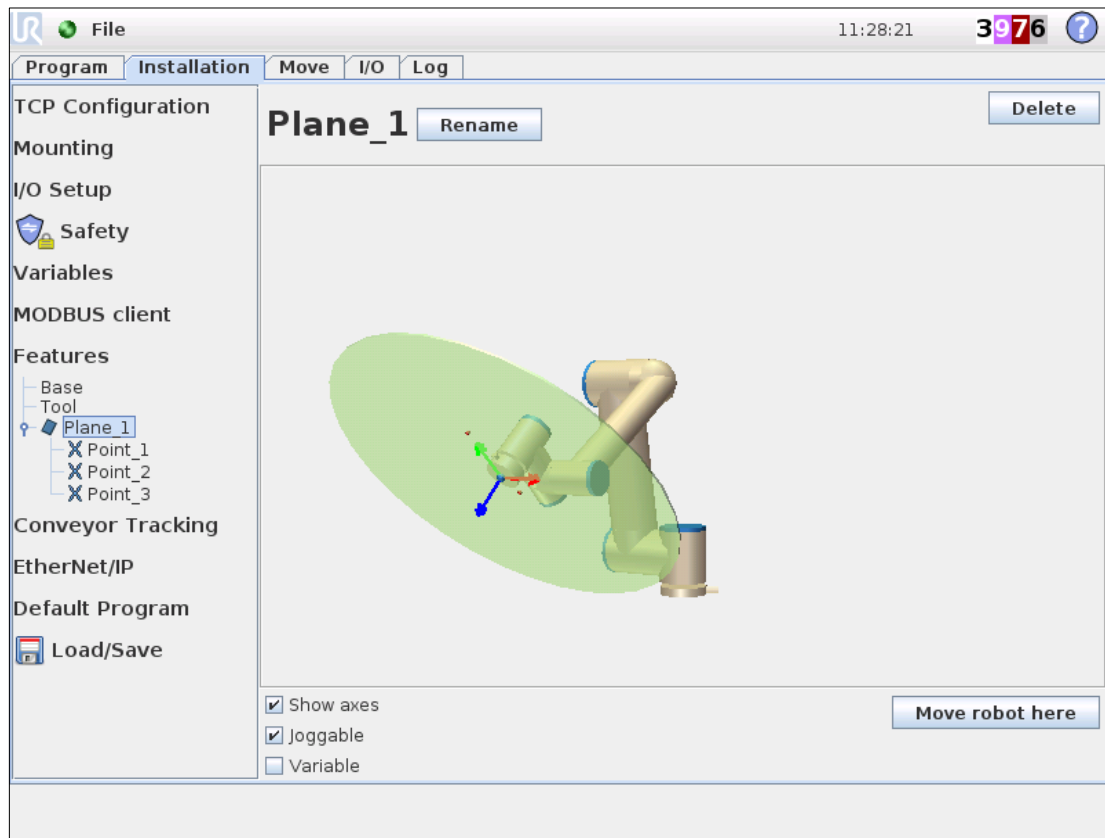 UR File 11:28:21 3976 ?
Program Installation Move I/O Log
TCP Configuration
Mounting
I/O Setup
Safety
Variables
MODBUS client
Features
Base
Tool
Plane_1
Point_1
Point_2
Point_3
Conveyor Tracking
EtherNet/IP
Default Program
Load/Save
Plane_1 Rename Delete
Show axes
Joggable
Variable
Move robot here